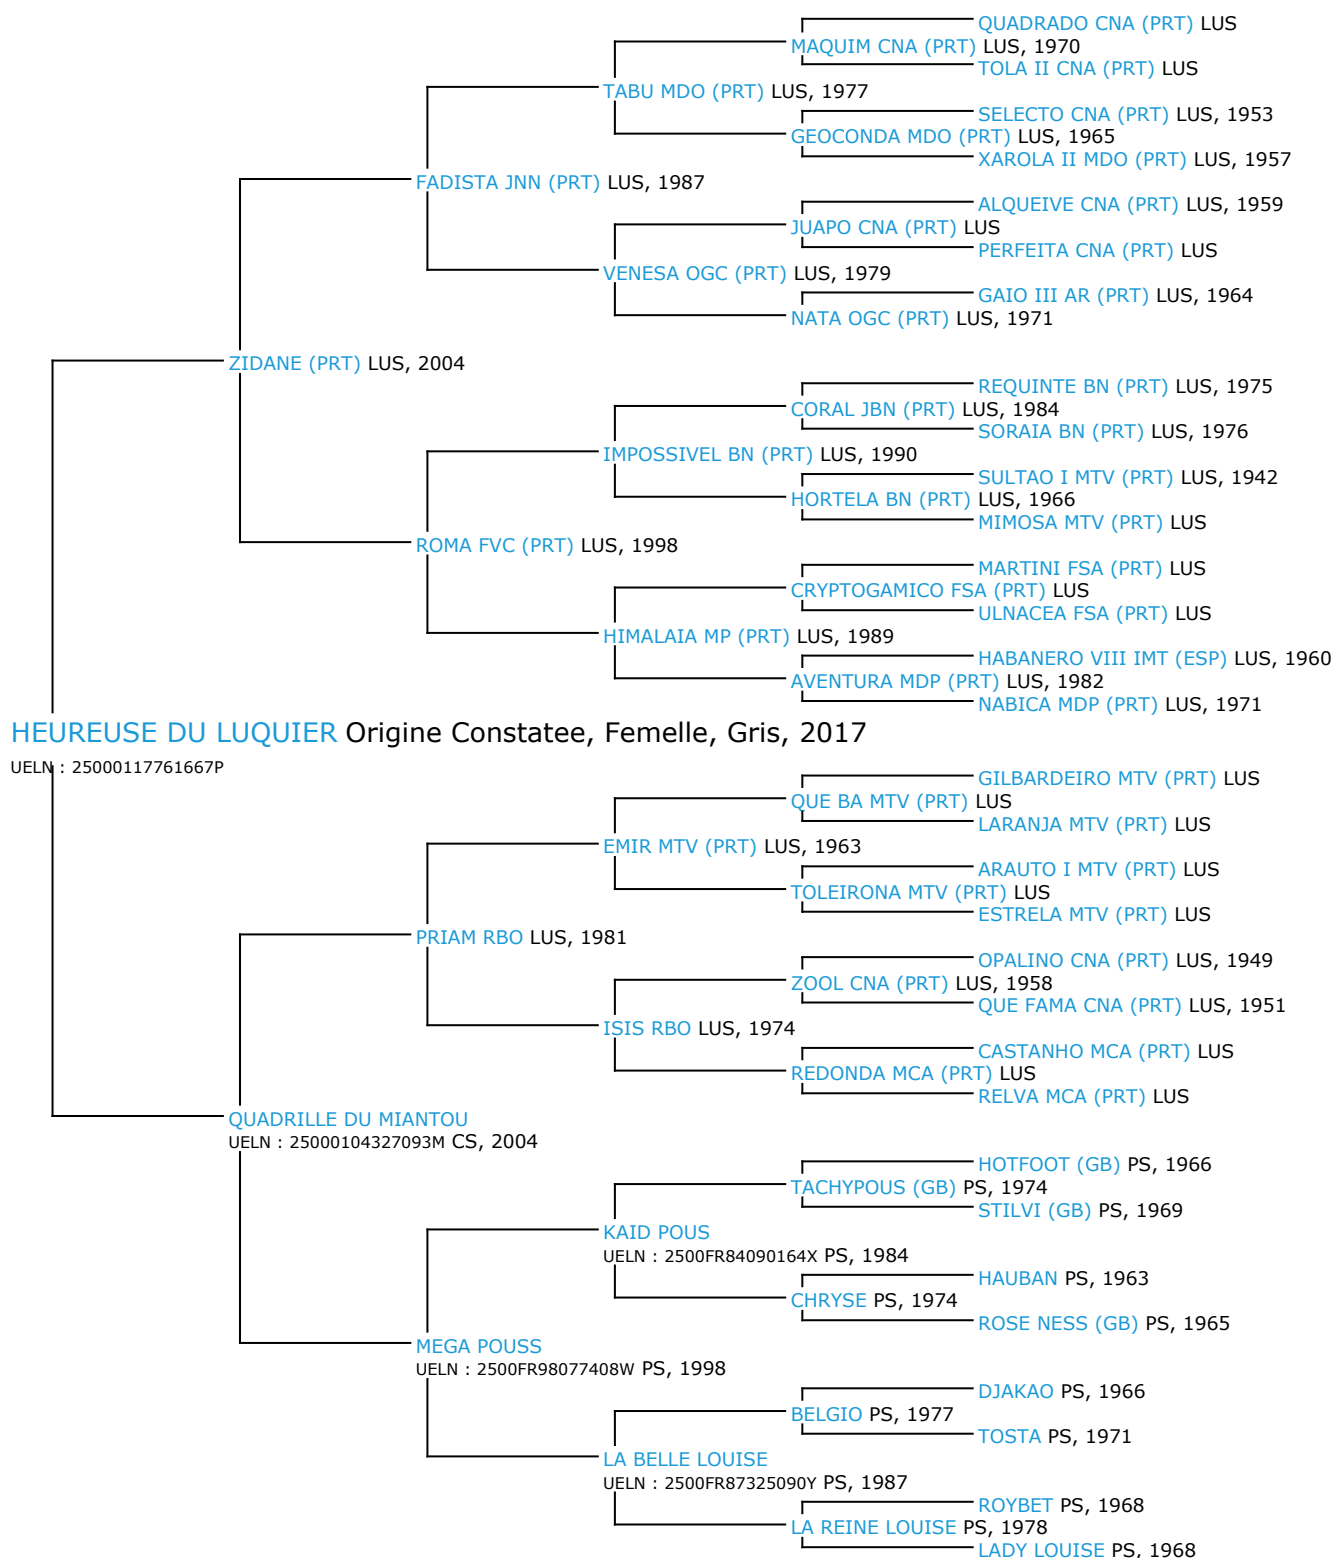 QUADRADO CNA (PRT) LUS
MAQUIM CNA (PRT) LUS, 1970
TOLA II CNA (PRT) LUS
TABU MDO (PRT) LUS, 1977
SELECTO CNA (PRT) LUS, 1953
GEOCONDA MDO (PRT) LUS, 1965
XAROLA II MDO (PRT) LUS, 1957
FADISTA JNN (PRT) LUS, 1987
ALQUEIVE CNA (PRT) LUS, 1959
JUAPO CNA (PRT) LUS
PERFEITA CNA (PRT) LUS
VENESA OGC (PRT) LUS, 1979
GAIO III AR (PRT) LUS, 1964
NATA OGC (PRT) LUS, 1971
ZIDANE (PRT) LUS, 2004
REQUINTE BN (PRT) LUS, 1975
CORAL JBN (PRT) LUS, 1984
SORAIA BN (PRT) LUS, 1976
IMPOSSIVEL BN (PRT) LUS, 1990
SULTAO I MTV (PRT) LUS, 1942
HORTELA BN (PRT) LUS, 1966
MIMOSA MTV (PRT) LUS
ROMA FVC (PRT) LUS, 1998
MARTINI FSA (PRT) LUS
CRYPTOGAMICO FSA (PRT) LUS
ULNACEA FSA (PRT) LUS
HIMALAIA MP (PRT) LUS, 1989
HABANERO VIII IMT (ESP) LUS, 1960
AVENTURA MDP (PRT) LUS, 1982
NABICA MDP (PRT) LUS, 1971
HEUREUSE DU LUQUIER Origine Constatee, Femelle, Gris, 2017
UELN : 25000117761667P
GILBARDEIRO MTV (PRT) LUS
QUE BA MTV (PRT) LUS
LARANJA MTV (PRT) LUS
EMIR MTV (PRT) LUS, 1963
ARAUTO I MTV (PRT) LUS
TOLEIRONA MTV (PRT) LUS
ESTRELA MTV (PRT) LUS
PRIAM RBO LUS, 1981
OPALINO CNA (PRT) LUS, 1949
ZOOL CNA (PRT) LUS, 1958
QUE FAMA CNA (PRT) LUS, 1951
ISIS RBO LUS, 1974
CASTANHO MCA (PRT) LUS
REDONDA MCA (PRT) LUS
RELVA MCA (PRT) LUS
QUADRILLE DU MIANTOU
UELN : 25000104327093M CS, 2004
HOTFOOT (GB) PS, 1966
TACHYPOUS (GB) PS, 1974
STILVI (GB) PS, 1969
KAID POUS
UELN : 2500FR84090164X PS, 1984
HAUBAN PS, 1963
CHRYSE PS, 1974
ROSE NESS (GB) PS, 1965
MEGA POUSS
UELN : 2500FR98077408W PS, 1998
DJAKAO PS, 1966
BELGIO PS, 1977
TOSTA PS, 1971
LA BELLE LOUISE
UELN : 2500FR87325090Y PS, 1987
ROYBET PS, 1968
LA REINE LOUISE PS, 1978
LADY LOUISE PS, 1968